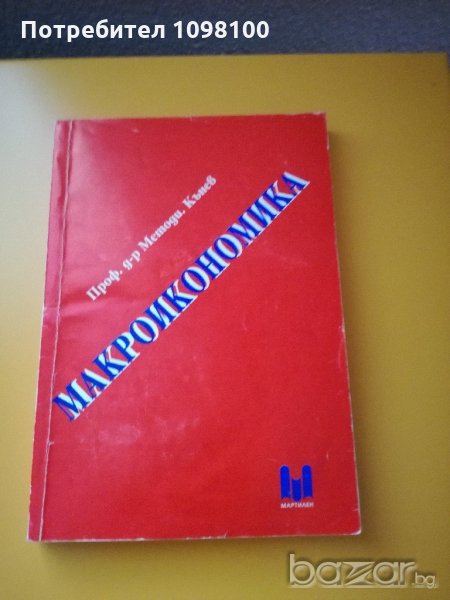 Потребител 1098100
Проф. д-р Методи. Кънев
МАКРОИКОНОМИКА
МАРТИЛЕН
bazar.bg